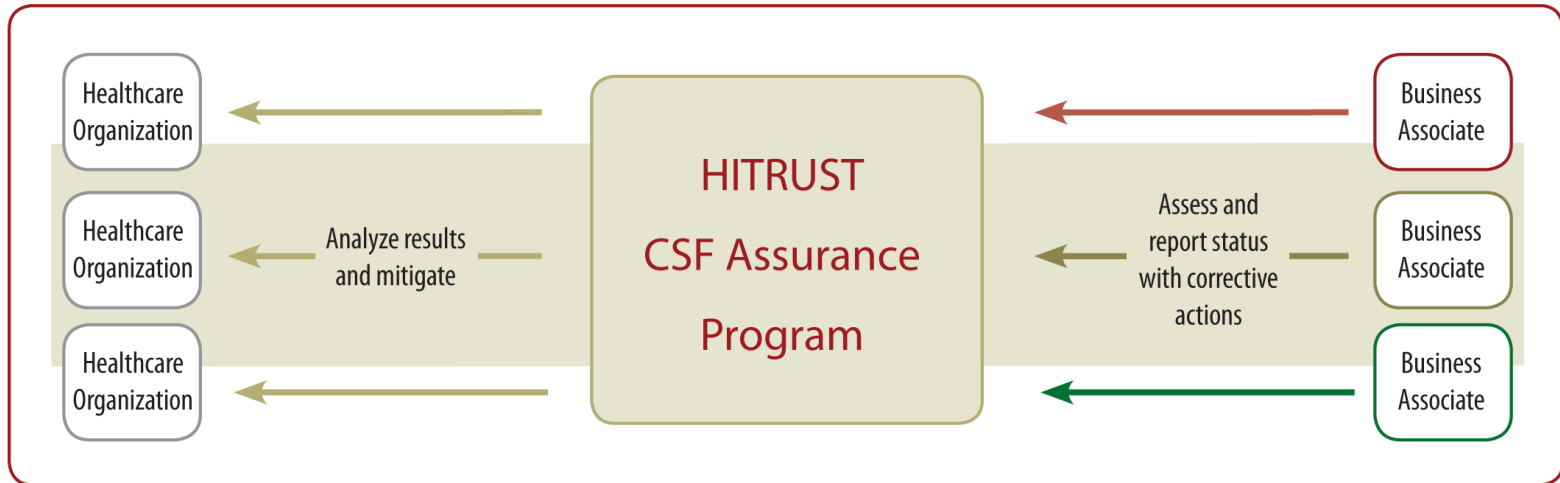 Healthcare
Organization
Healthcare
Organization
Healthcare
Organization
Analyze results
and mitigate
HITRUST
CSF Assurance
Program
Assess and
report status
with corrective
actions
Business
Associate
Business
Associate
Business
Associate